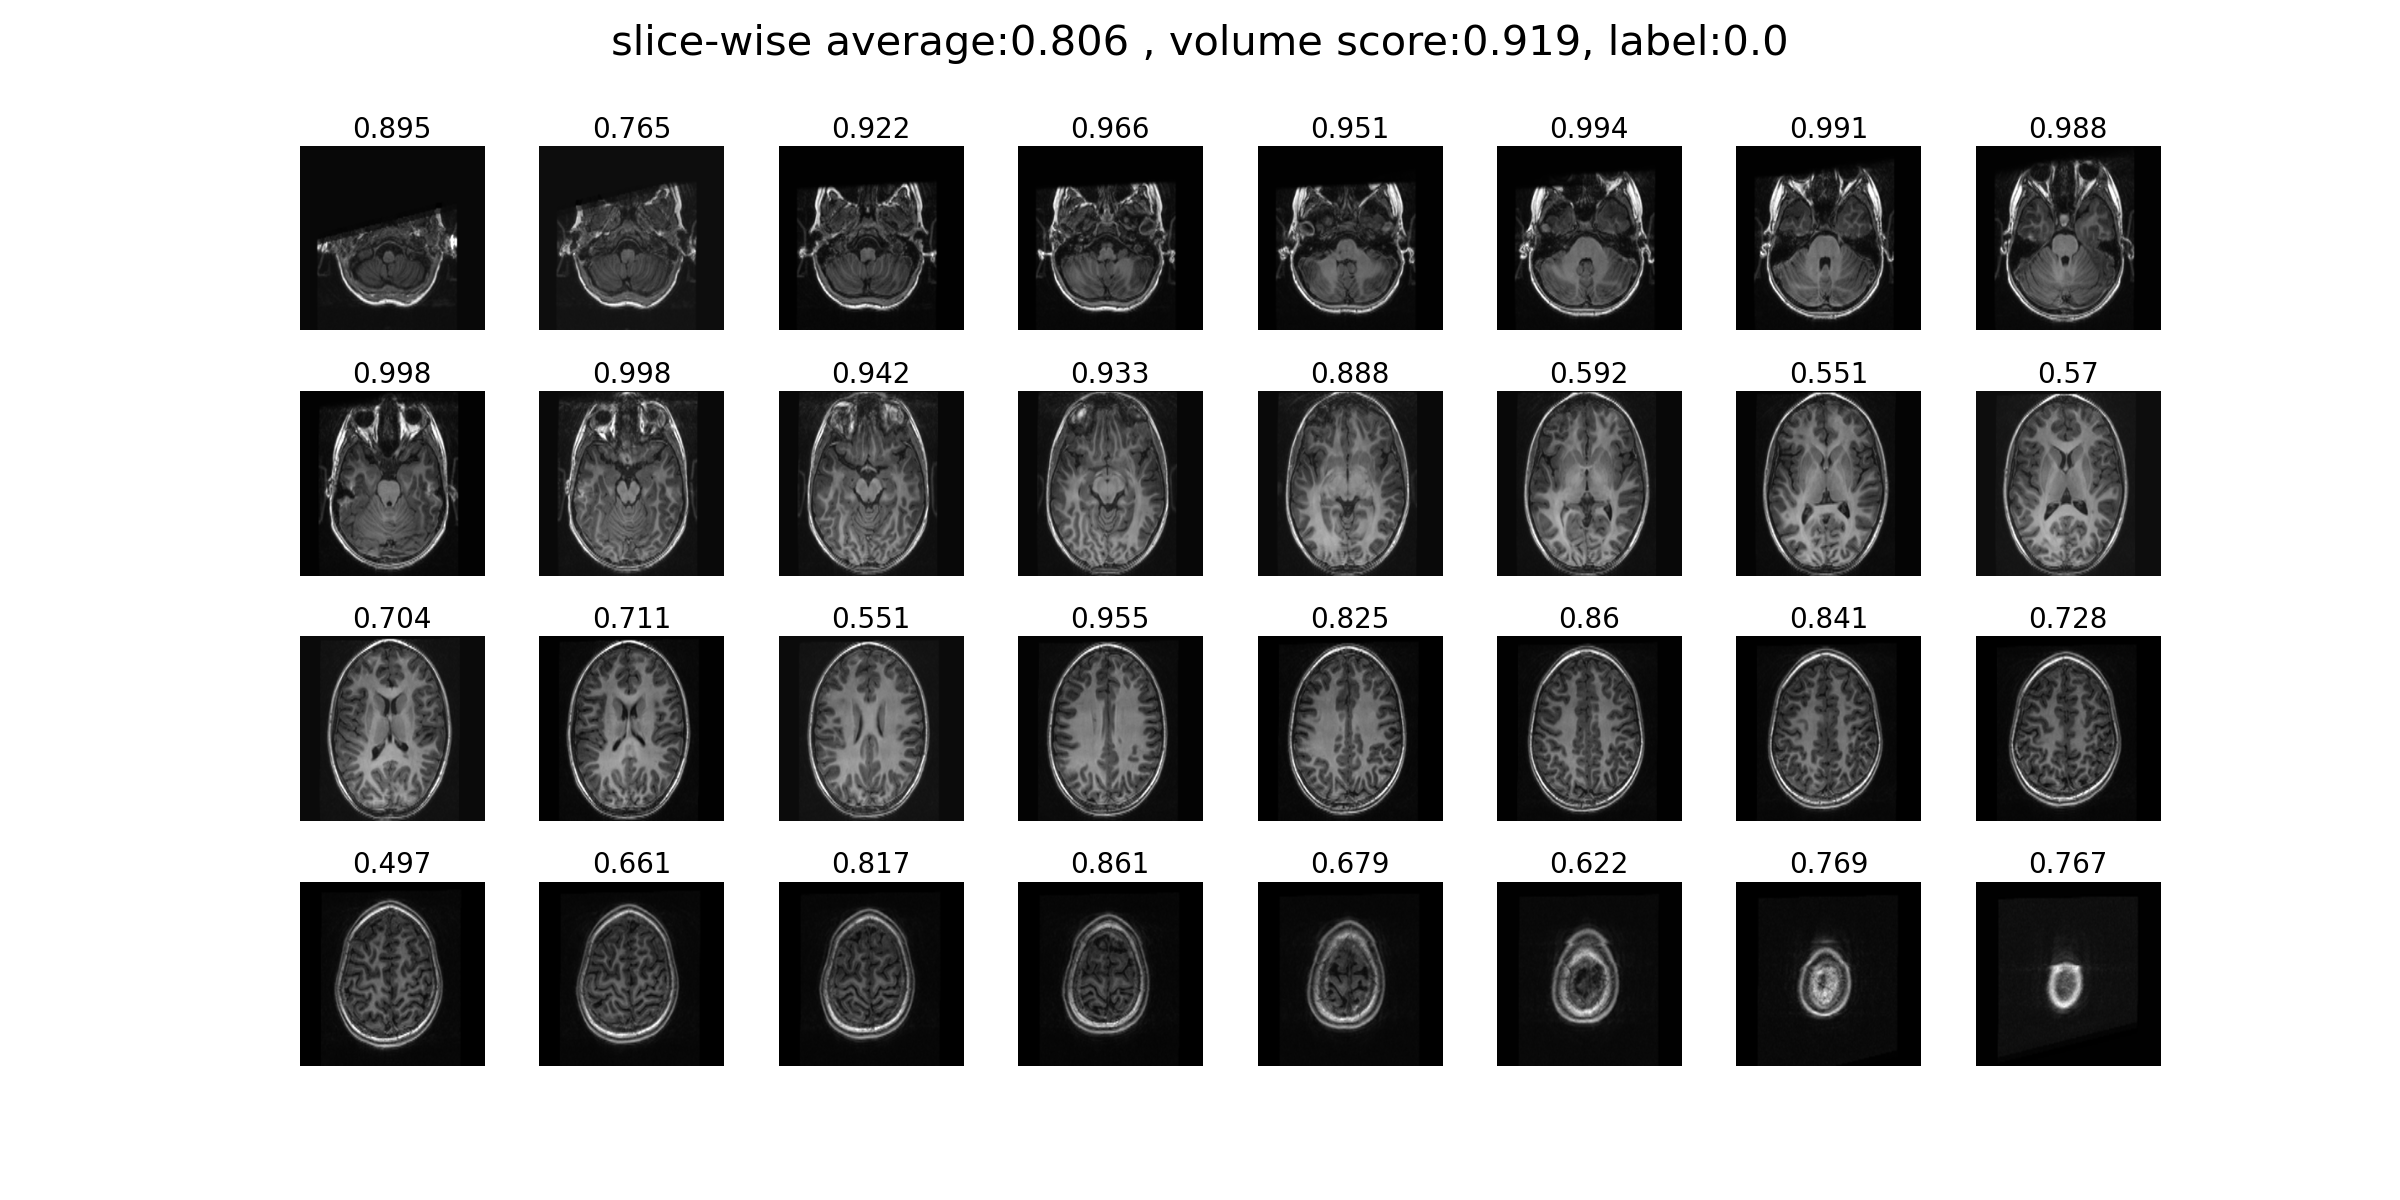 slice-wise average:0.806 , volume score:0.919, label:0.0
0.895 0.765 0.922 0.966 0.951 0.994 0.991 0.988
0.998 0.998 0.942 0.933 0.888 0.592 0.551 0.57
0.704 0.711 0.551 0.955 0.825 0.86 0.841 0.728
0.497 0.661 0.817 0.861 0.679 0.622 0.769 0.767